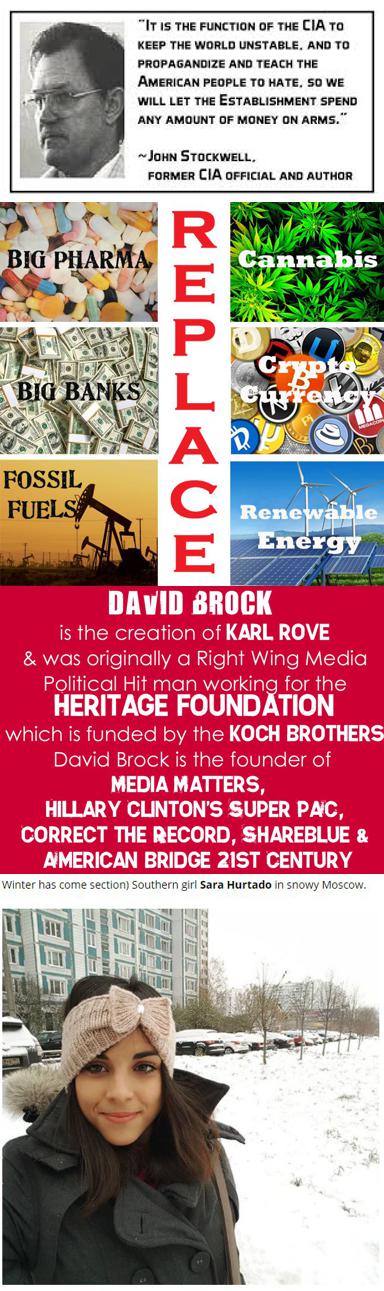 "It is the function of the CIA to
keep the world unstable, and to
propagandize and teach the
American people to hate, so we
will let the Establishment spend
any amount of money on arms."
~John Stockwell,
former CIA official and author
BIG PHARMA
BIG BANKS
FOSSIL
FUELS
REPLACE
Cannabis
Crypto
Currency
Renewable
Energy
DAVID BROCK
is the creation of KARL ROVE
& was originally a Right Wing Media
Political Hit man working for the
HERITAGE FOUNDATION
which is funded by the KOCH BROTHERS
David Brock is the founder of
MEDIA MATTERS,
HILLARY CLINTON'S SUPER PAC,
CORRECT THE RECORD, SHAREBLUE &
AMERICAN BRIDGE 21ST CENTURY
Winter has come section) Southern girl Sara Hurtado in snowy Moscow.